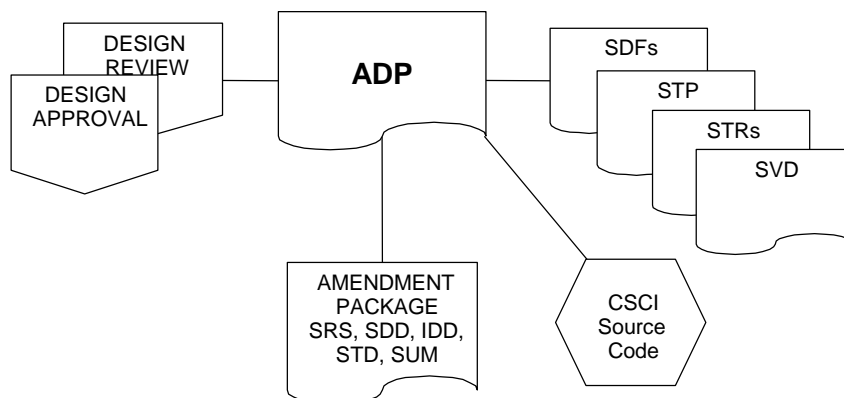 DESIGN
REVIEW
DESIGN
APPROVAL
ADP
SDFs
STP
STRs
SVD
AMENDMENT
PACKAGE
SRS, SDD, IDD,
STD, SUM
CSCI
Source
Code